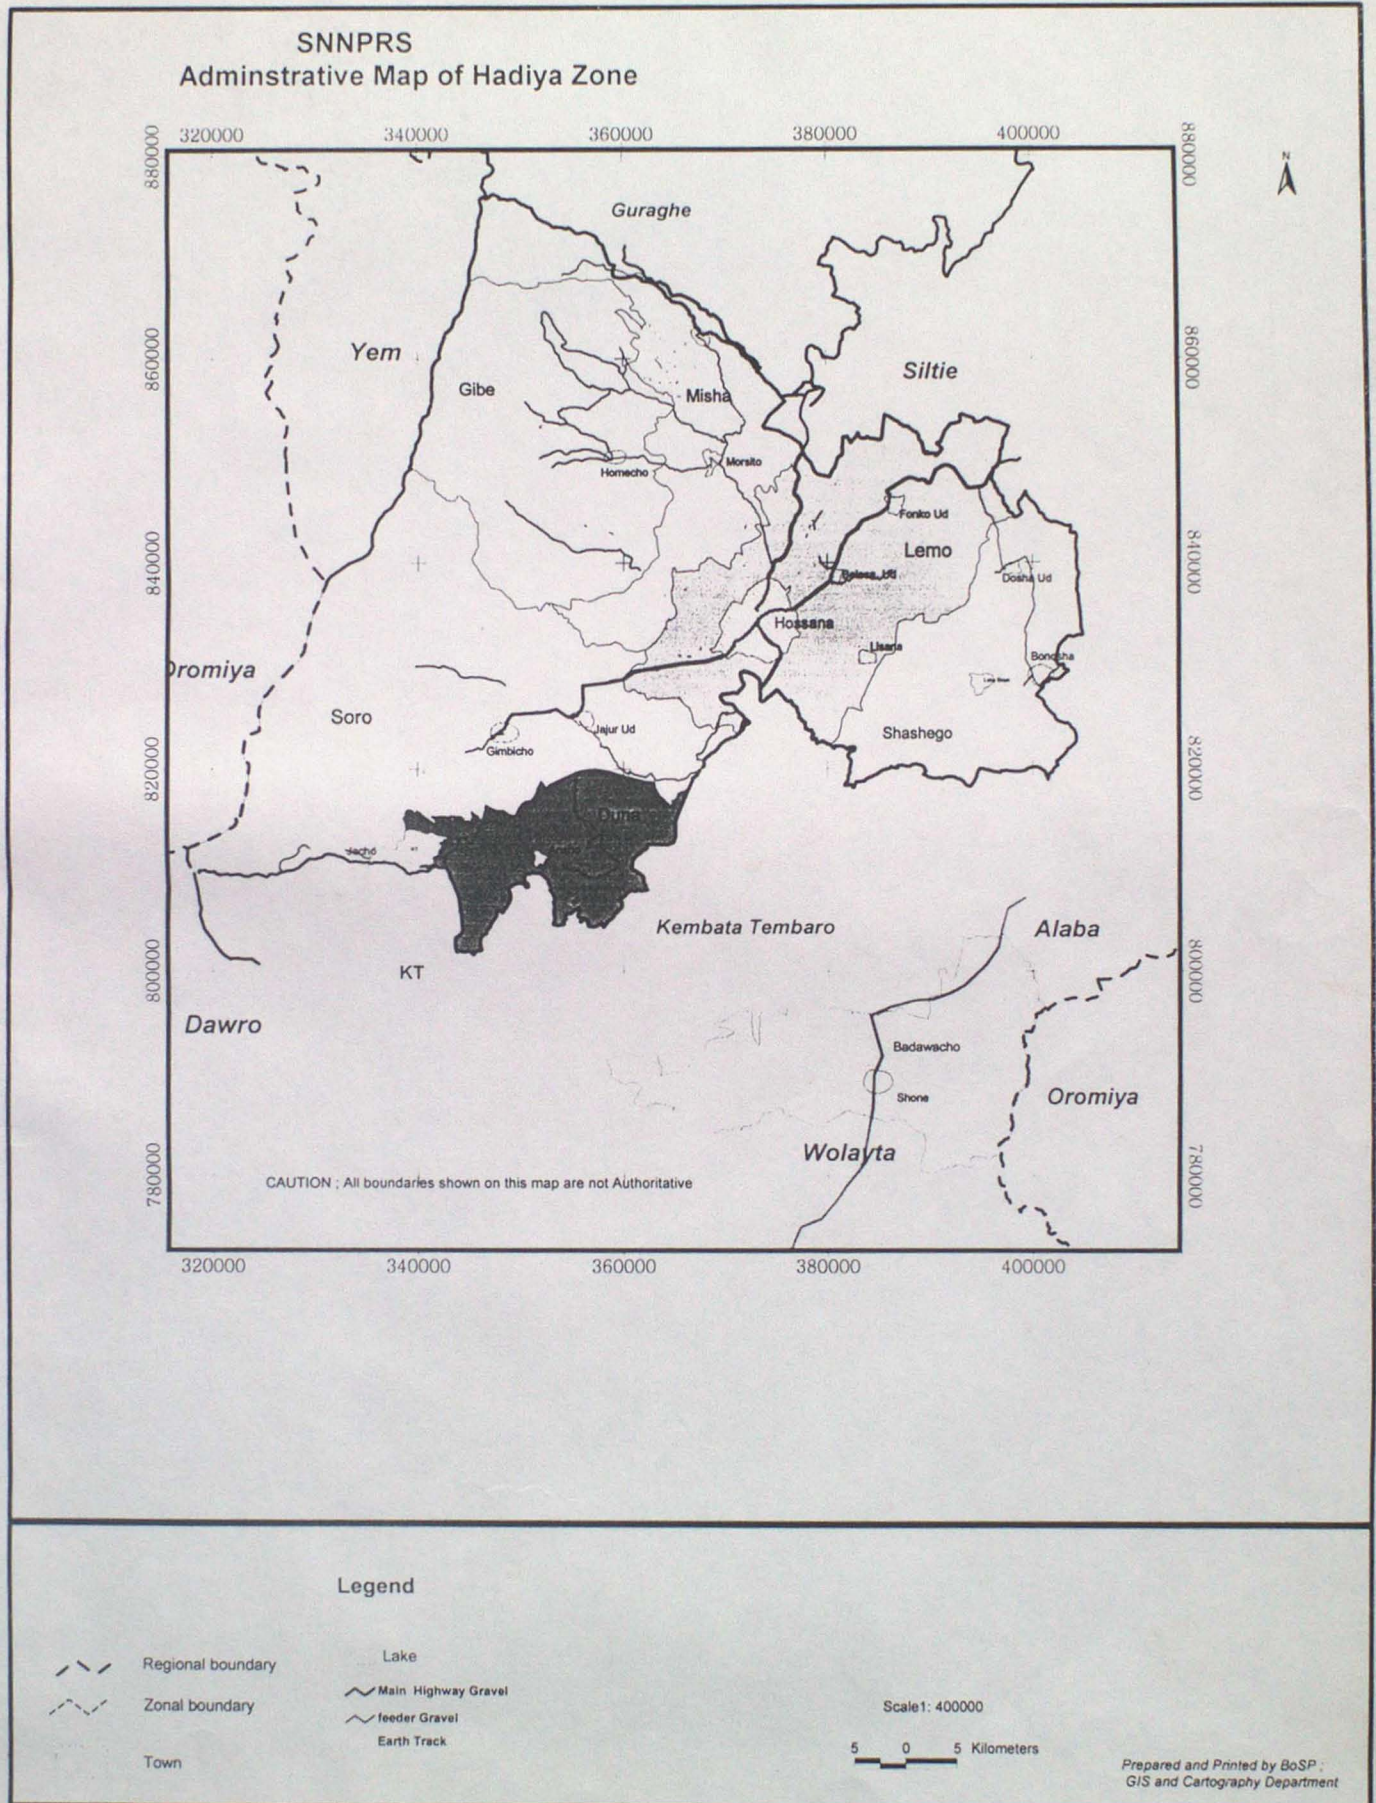 SNNPRS
Adminstrative Map of Hadiya Zone
320000 340000 360000 380000 400000
880000 880000
N
Guraghe
860000 860000
Yem
Siltie
Gibe
Misha
Morsito
Homecho
Fonko Ud
840000 840000
Lemo
Dosha Ud
Hossana
Lisana
Bonosha
Oromiya
Soro
Jajur Ud
Shashego
Gimbicho
820000 820000
Duna
Jacho
Kembata Tembaro
Alaba
800000 800000
KT
Dawro
Badawacho
Shone
Oromiya
Wolayta
780000 780000
CAUTION ; All boundaries shown on this map are not Authoritative
320000 340000 360000 380000 400000
Legend
Regional boundary
Zonal boundary
Town
Lake
Main Highway Gravel
feeder Gravel
Earth Track
Scale1: 400000
5 0 5 Kilometers
Prepared and Printed by BoSP ;
GIS and Cartography Department